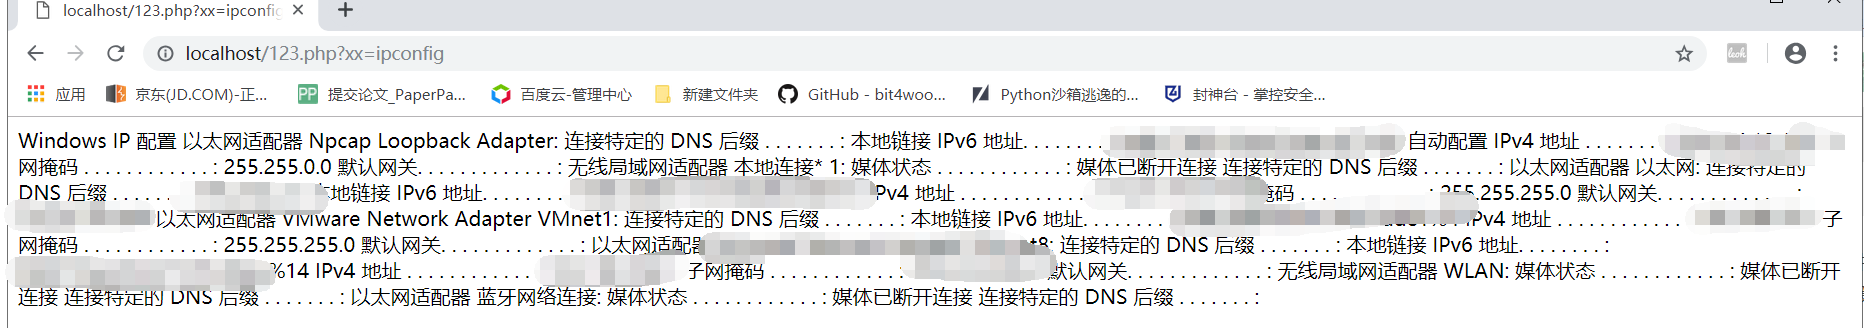 localhost/123.php?xx=ipconfig
localhost/123.php?xx=ipconfig
应用 京东(JD.COM)-正... 提交论文_PaperPa... 百度云-管理中心 新建文件夹 GitHub - bit4woo... Python沙箱逃逸的... 封神台 - 掌控安全...
Windows IP 配置 以太网适配器 Npcap Loopback Adapter: 连接特定的 DNS 后缀 . . . . . . . : 本地链接 IPv6 地址. . . . . . . . 自动配置 IPv4 地址 . . . . . . .
网掩码 . . . . . . . . . . . . : 255.255.0.0 默认网关. . . . . . . . . . . . . : 无线局域网适配器 本地连接* 1: 媒体状态 . . . . . . . . . . . . : 媒体已断开连接 连接特定的 DNS 后缀 . . . . . . . : 以太网适配器 以太网: 连接特定的
DNS 后缀 . . . . . 本地链接 IPv6 地址. . . . . . . . IPv4 地址 . . . . . . . . . . . . 掩码 . . . . . . . . . . . . : 255.255.255.0 默认网关. . . . . . . . . . . . . :
以太网适配器 VMware Network Adapter VMnet1: 连接特定的 DNS 后缀 . . . . . . . : 本地链接 IPv6 地址. . . . . . . . IPv4 地址 . . . . . . . . . . . . 子
网掩码 . . . . . . . . . . . . : 255.255.255.0 默认网关. . . . . . . . . . . . . : 以太网适配器 t8: 连接特定的 DNS 后缀 . . . . . . . : 本地链接 IPv6 地址. . . . . . . . :
%14 IPv4 地址 . . . . . . . . . . . . 子网掩码 . . . . . . . . . . . . : 默认网关. . . . . . . . . . . . . : 无线局域网适配器 WLAN: 媒体状态 . . . . . . . . . . . . : 媒体已断开
连接 连接特定的 DNS 后缀 . . . . . . . : 以太网适配器 蓝牙网络连接: 媒体状态 . . . . . . . . . . . . : 媒体已断开连接 连接特定的 DNS 后缀 . . . . . . . :